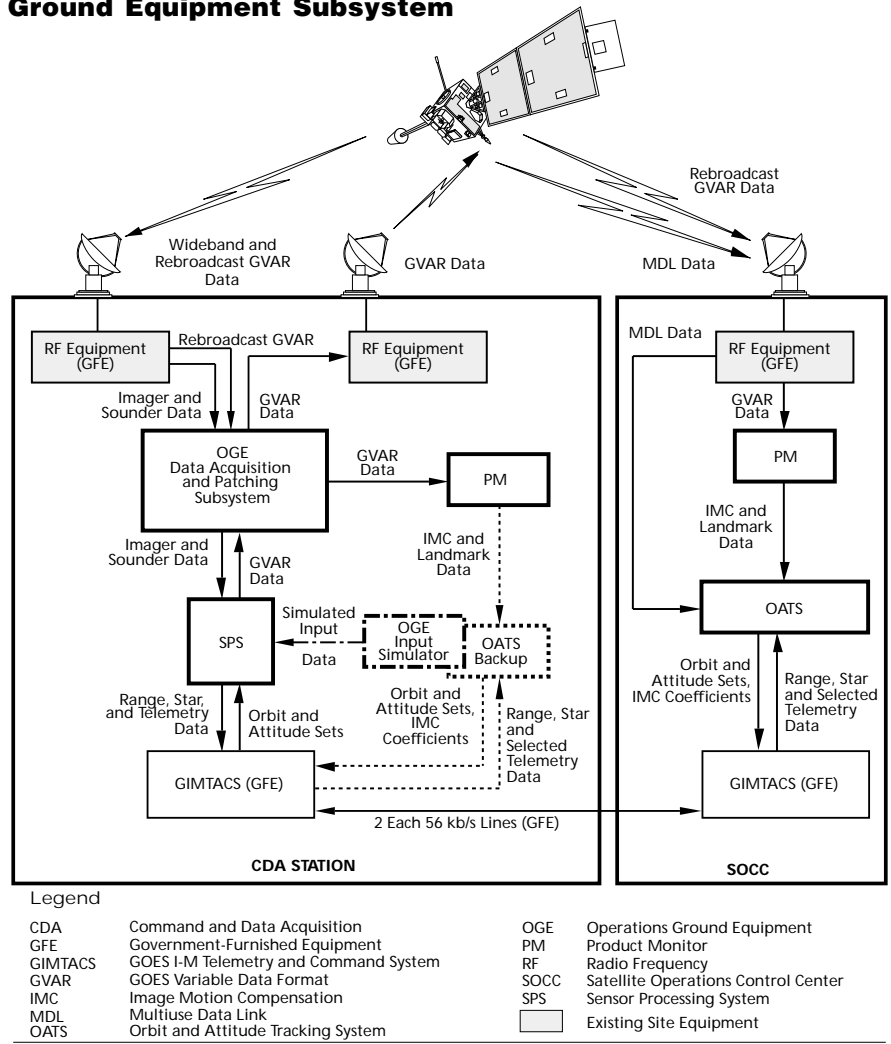 Ground Equipment Subsystem
Rebroadcast
GVAR Data
Wideband and
Rebroadcast GVAR
Data
GVAR Data
MDL Data
RF Equipment
(GFE)
Rebroadcast GVAR
RF Equipment
(GFE)
MDL Data
RF Equipment
(GFE)
Imager and
Sounder Data
GVAR
Data
GVAR
Data
OGE
Data Acquisition
and Patching
Subsystem
GVAR
Data
PM
PM
Imager and
Sounder Data
GVAR
Data
IMC and
Landmark
Data
IMC and
Landmark
Data
SPS
Simulated
Input
Data
OGE
Input
Simulator
OATS
Backup
OATS
Range, Star,
and Telemetry
Data
Orbit and
Attitude Sets
Orbit and
Attitude Sets,
IMC
Coefficients
Range, Star
and
Selected
Telemetry
Data
Orbit and
Attitude Sets,
IMC Coefficients
Range, Star
and Selected
Telemetry
Data
GIMTACS (GFE)
GIMTACS (GFE)
2 Each 56 kb/s Lines (GFE)
CDA STATION
SOCC
Legend
CDA Command and Data Acquisition
GFE Government-Furnished Equipment
GIMTACS GOES I-M Telemetry and Command System
GVAR GOES Variable Data Format
IMC Image Motion Compensation
MDL Multiuse Data Link
OATS Orbit and Attitude Tracking System
OGE Operations Ground Equipment
PM Product Monitor
RF Radio Frequency
SOCC Satellite Operations Control Center
SPS Sensor Processing System
Existing Site Equipment